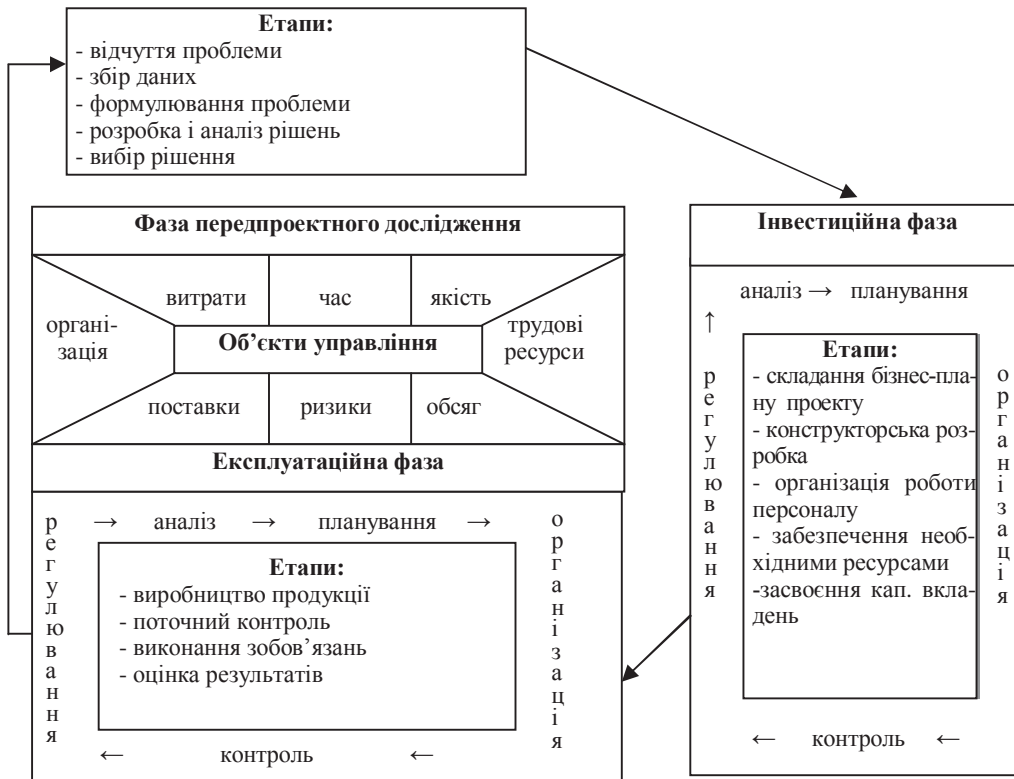 Етапи:
- відчуття проблеми
- збір даних
- формулювання проблеми
- розробка і аналіз рішень
- вибір рішення
Фаза передпроектного дослідження
витрати
час
якість
органі-
зація
Об’єкти управління
трудові
ресурси
поставки
ризики
обсяг
Експлуатаційна фаза
регулювання
→ аналіз → планування →
організація
Етапи:
- виробництво продукції
- поточний контроль
- виконання зобов’язань
- оцінка результатів
← контроль ←
Інвестиційна фаза
аналіз → планування
↑
регулювання
Етапи:
- складання бізнес-пла-
ну проекту
- конструкторська роз-
робка
- організація роботи
персоналу
- забезпечення необ-
хідними ресурсами
-засвоєння кап. вкла-
день
організація
← контроль ←